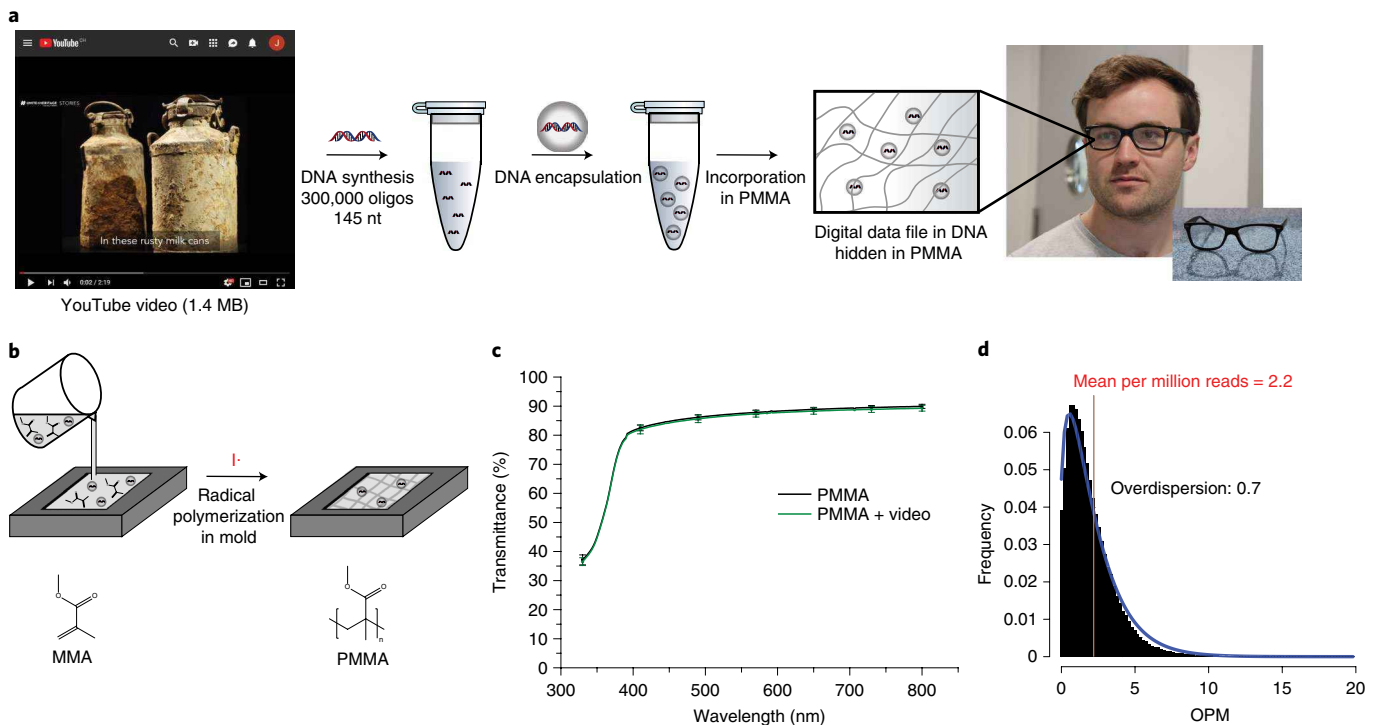 a
YouTube CH
J
UNITED HERITAGE STORIES
In these rusty milk cans
0:02 / 2:19
YouTube video (1.4 MB)
DNA synthesis
300,000 oligos
145 nt
DNA encapsulation
Incorporation
in PMMA
Digital data file in DNA
hidden in PMMA
b
I·
Radical
polymerization
in mold
O
O
MMA
O
O
n
PMMA
c
Transmittance (%)
100
90
80
70
60
50
40
30
20
10
0
PMMA
PMMA + video
300
400
500
600
700
800
Wavelength (nm)
d
Mean per million reads = 2.2
Overdispersion: 0.7
Frequency
0.06
0.05
0.04
0.03
0.02
0.01
0
0
5
10
15
20
OPM